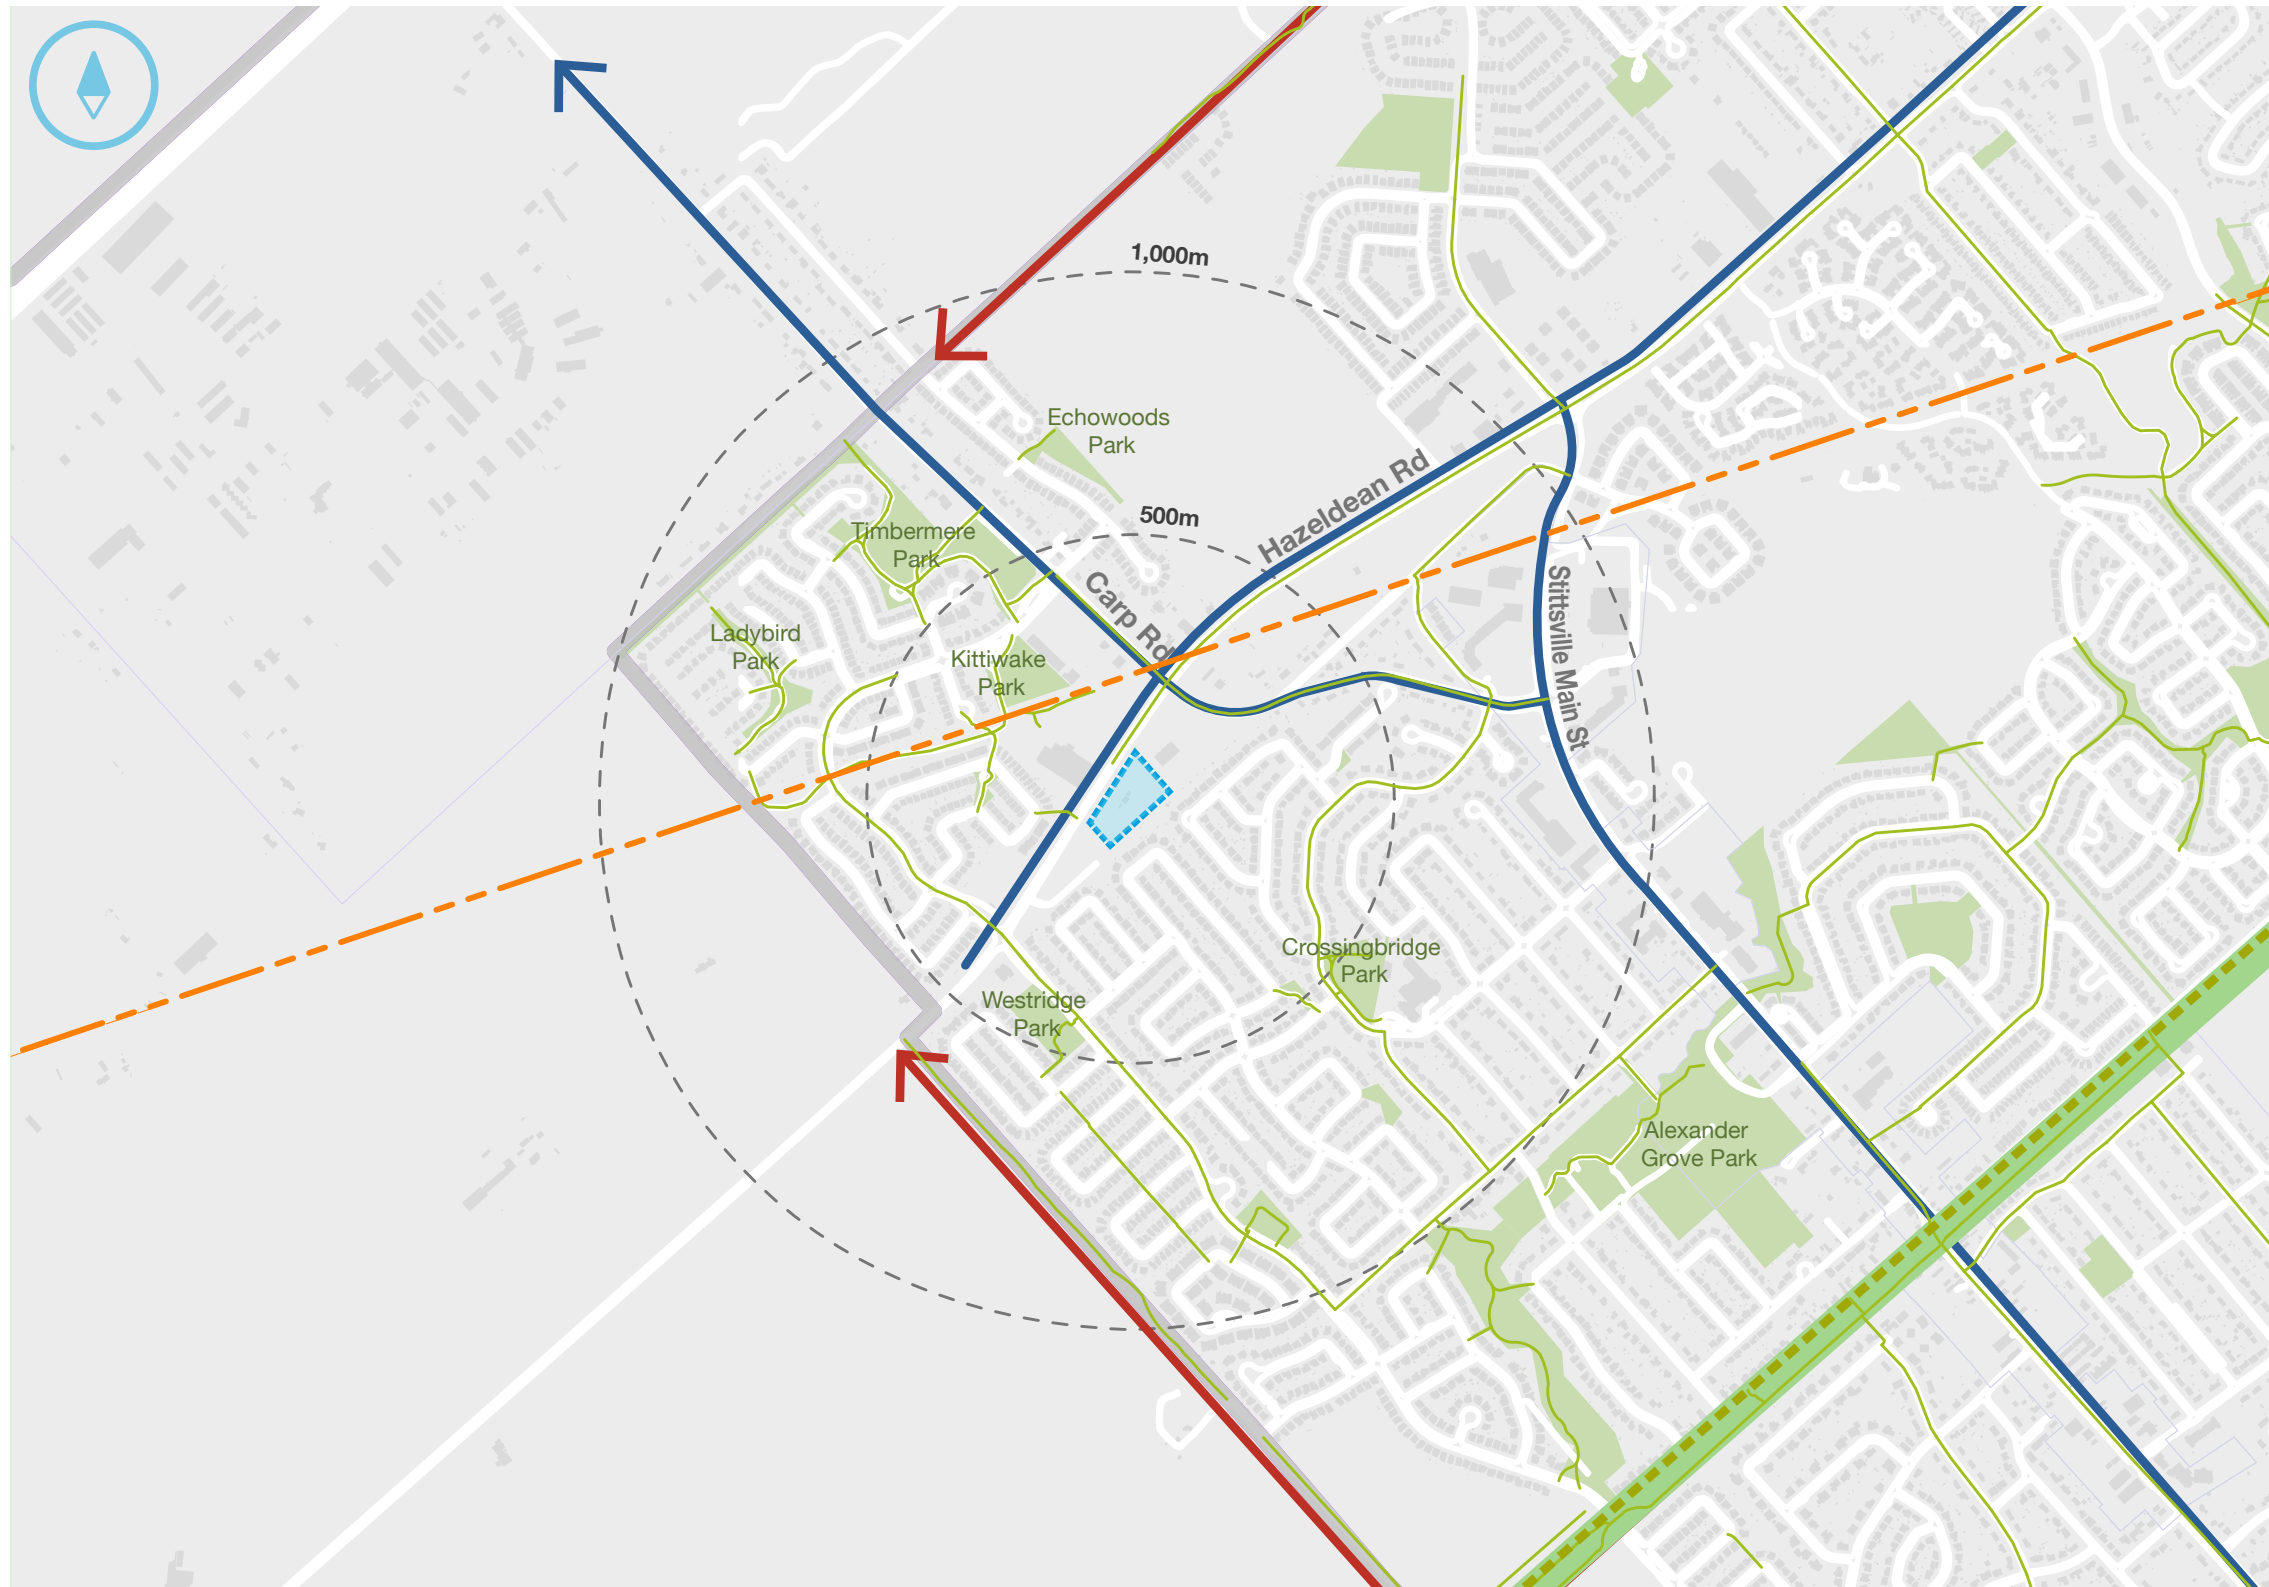 1,000m
Echowoods
Park
Hazeldean Rd
500m
Timbermere
Park
Carp Rd
Stittsville Main St
Ladybird
Park
Kittiwake
Park
Crossingbridge
Park
Westridge
Park
Alexander
Grove Park